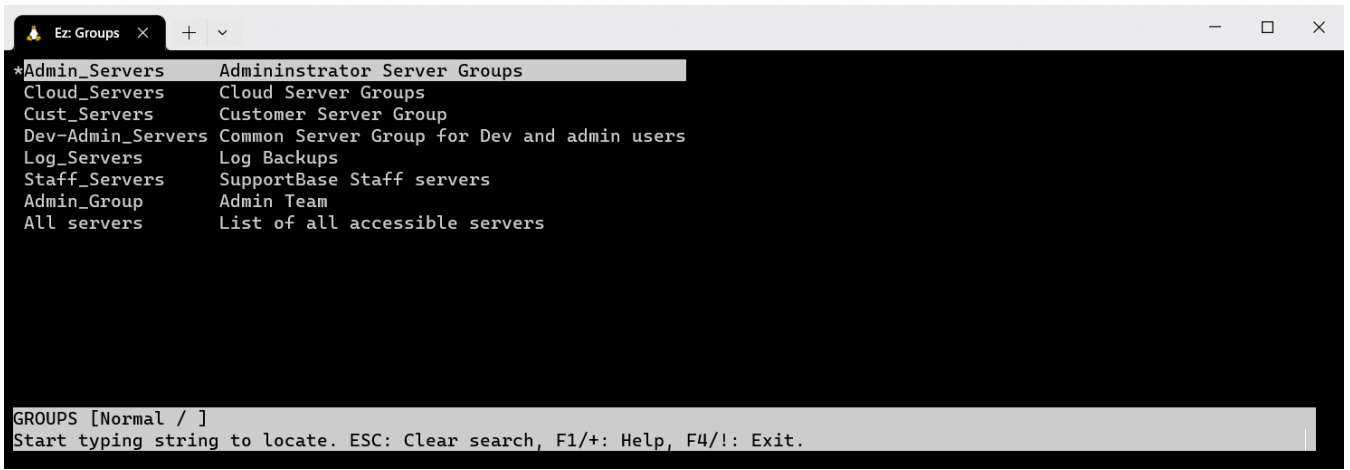 Ez: Groups
*Admin_Servers Admininstrator Server Groups
Cloud_Servers Cloud Server Groups
Cust_Servers Customer Server Group
Dev-Admin_Servers Common Server Group for Dev and admin users
Log_Servers Log Backups
Staff_Servers SupportBase Staff servers
Admin_Group Admin Team
All servers List of all accessible servers
GROUPS [Normal / ]
Start typing string to locate. ESC: Clear search, F1/+: Help, F4/!: Exit.